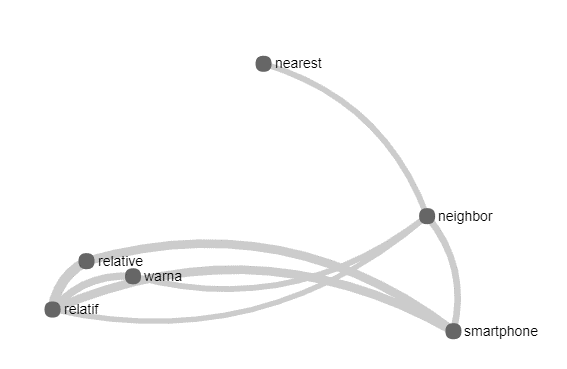 nearest
neighbor
relative
warna
relatif
smartphone